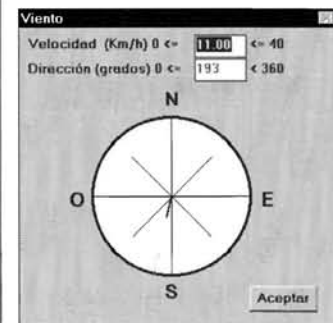 Viento
Velocidad (Km/h) 0 <= 11.00 <= 40
Dirección (grados) 0 <= 193 < 360
N
O E
S
Aceptar